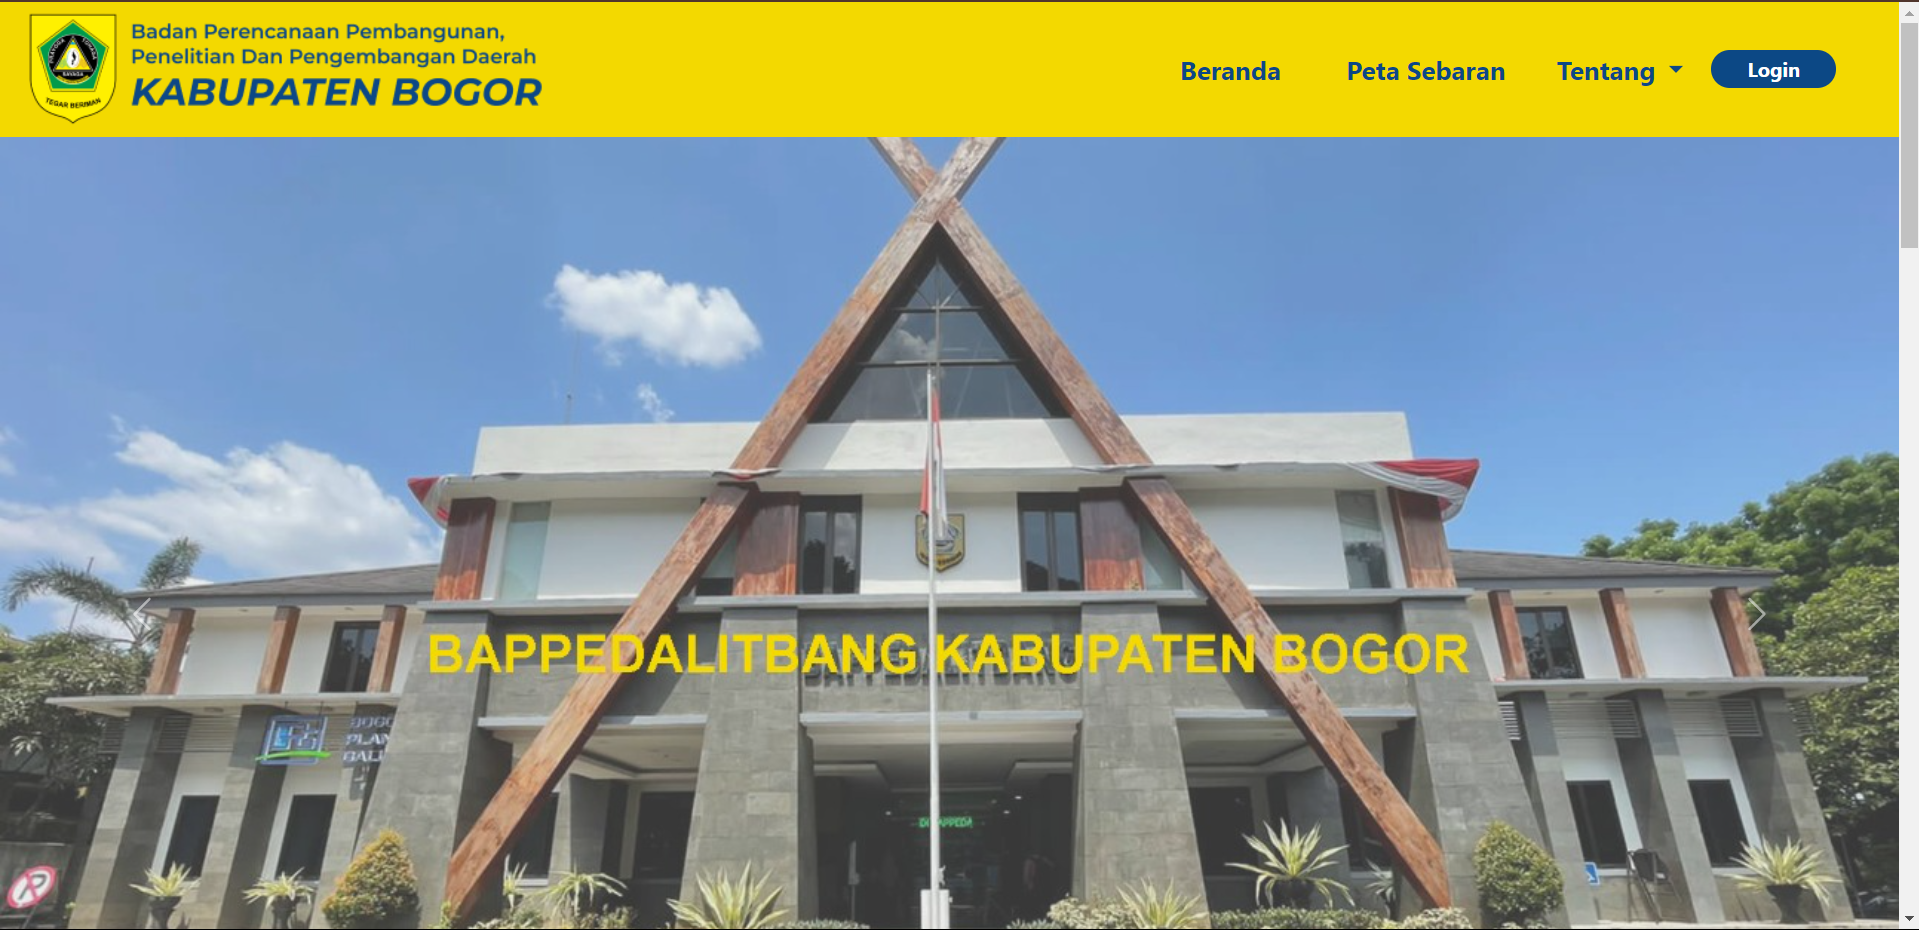 Badan Perencanaan Pembangunan,
Penelitian Dan Pengembangan Daerah
KABUPATEN BOGOR
TEGAR BERIMAN
Beranda
Peta Sebaran
Tentang
Login
BAPPEDALITBANG KABUPATEN BOGOR
BAPPEDALITBANG